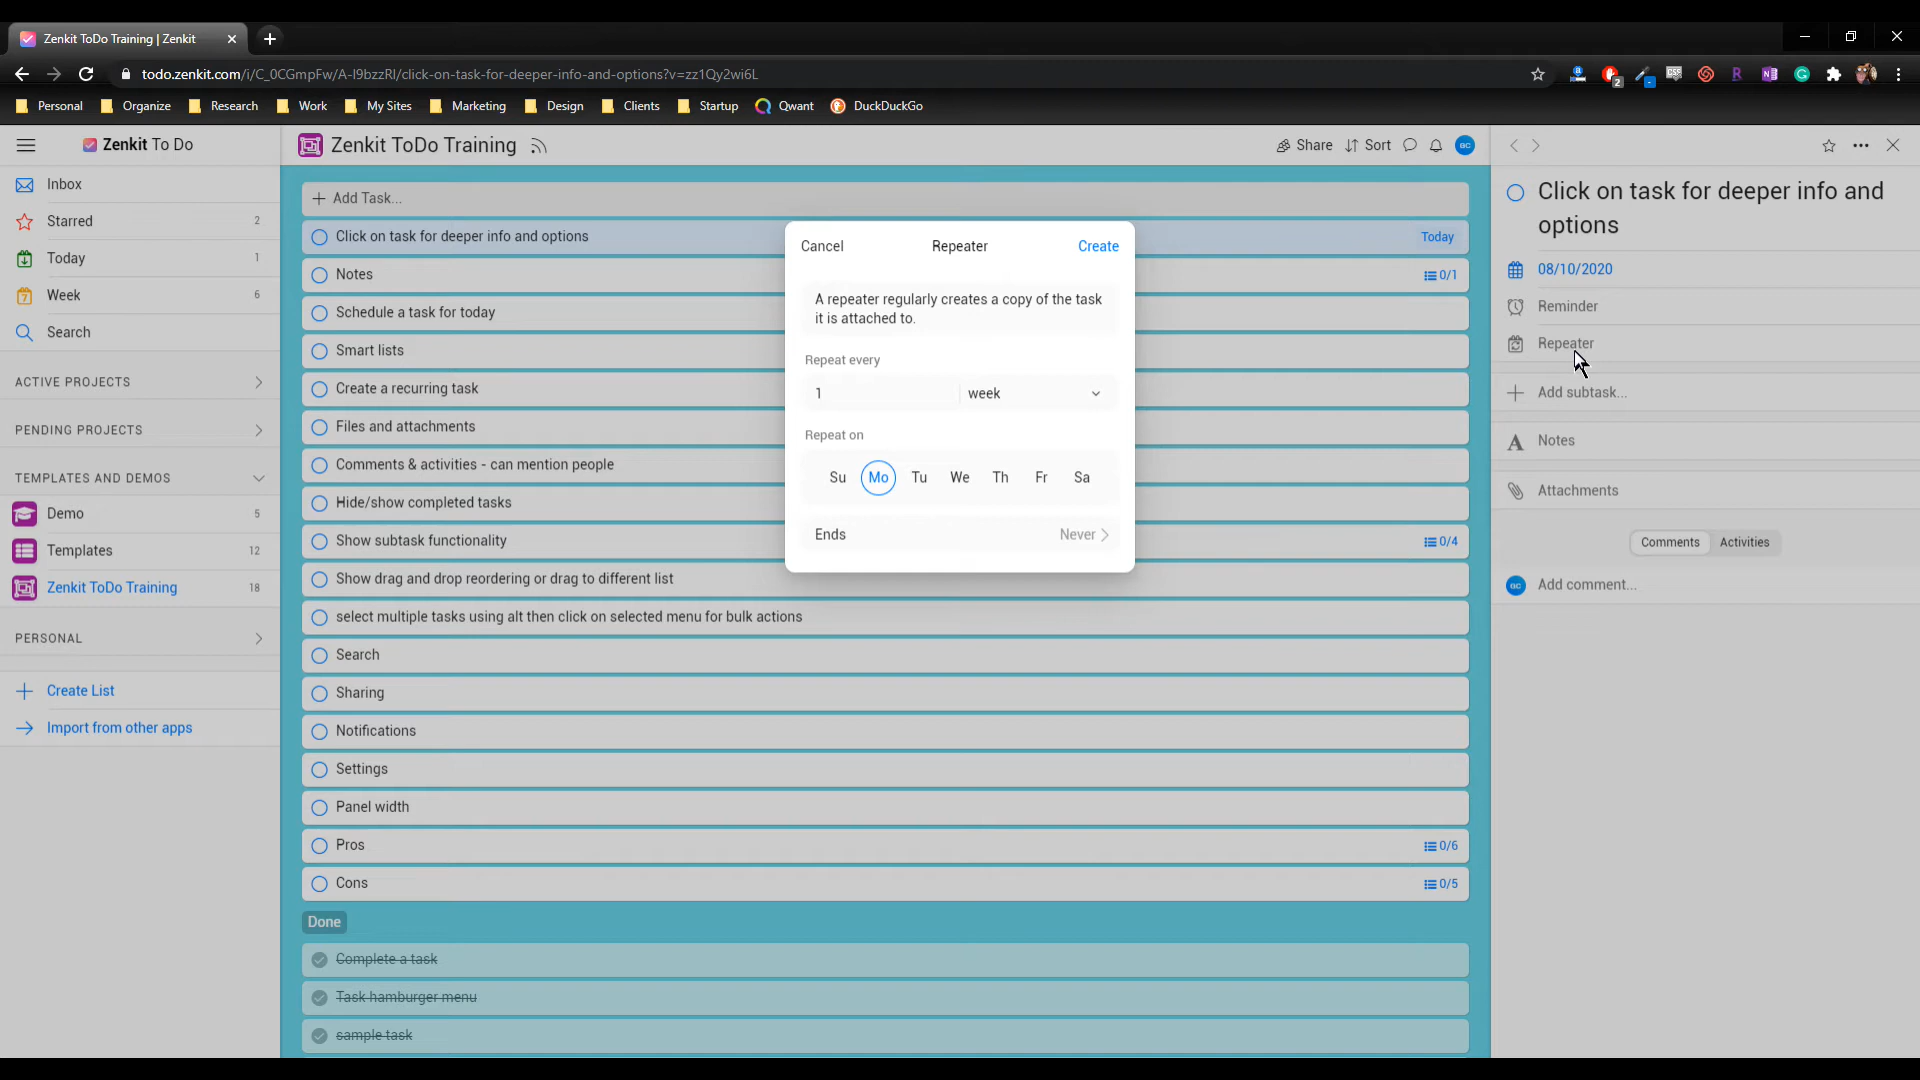 Zenkit ToDo Training | Zenkit
todo.zenkit.com/i/C_0CGmpFw/A-I9bzzRI/click-on-task-for-deeper-info-and-options?v=zz1Qy2wi6L
Personal Organize Research Work My Sites Marketing Design Clients Startup Qwant DuckDuckGo
Zenkit To Do
Inbox
Starred 2
Today 1
Week 6
Search
ACTIVE PROJECTS
PENDING PROJECTS
TEMPLATES AND DEMOS
Demo 5
Templates 12
Zenkit ToDo Training 18
PERSONAL
Create List
Import from other apps
Zenkit ToDo Training
Share Sort GC
Add Task...
Click on task for deeper info and options Today
Notes 0/1
Schedule a task for today
Smart lists
Create a recurring task
Files and attachments
Comments & activities - can mention people
Hide/show completed tasks
Show subtask functionality 0/4
Show drag and drop reordering or drag to different list
select multiple tasks using alt then click on selected menu for bulk actions
Search
Sharing
Notifications
Settings
Panel width
Pros 0/6
Cons 0/5
Done
Complete a task
Task hamburger menu
sample task
Cancel Repeater Create
A repeater regularly creates a copy of the task
it is attached to.
Repeat every
1 week
Repeat on
Su Mo Tu We Th Fr Sa
Ends Never
Click on task for deeper info and
options
08/10/2020
Reminder
Repeater
Add subtask...
Notes
Attachments
Comments Activities
GC Add comment...